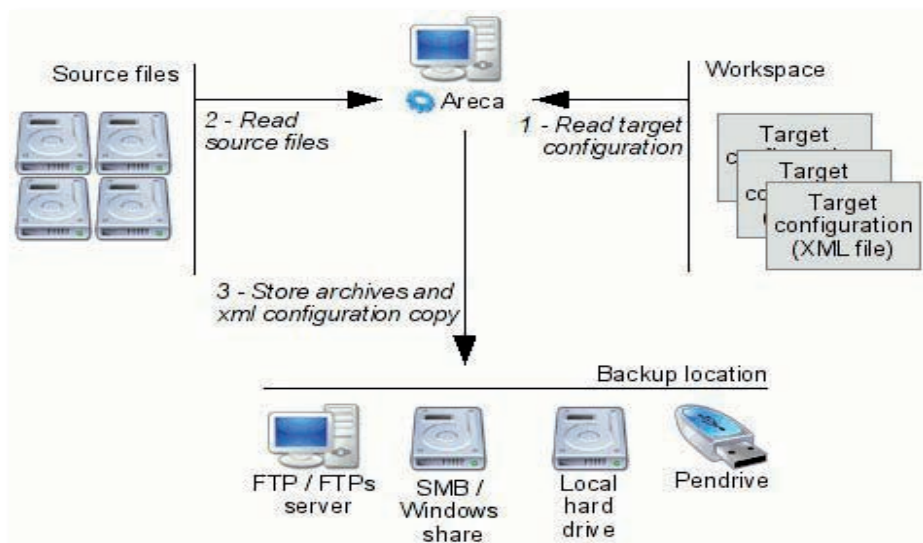 Source files
Areca
Workspace
2 - Read
source files
1 - Read target
configuration
Target
Target
Target
configuration
(XML file)
3 - Store archives and
xml configuration copy
Backup location
FTP / FTPs
server
SMB /
Windows
share
Local
hard
drive
Pendrive